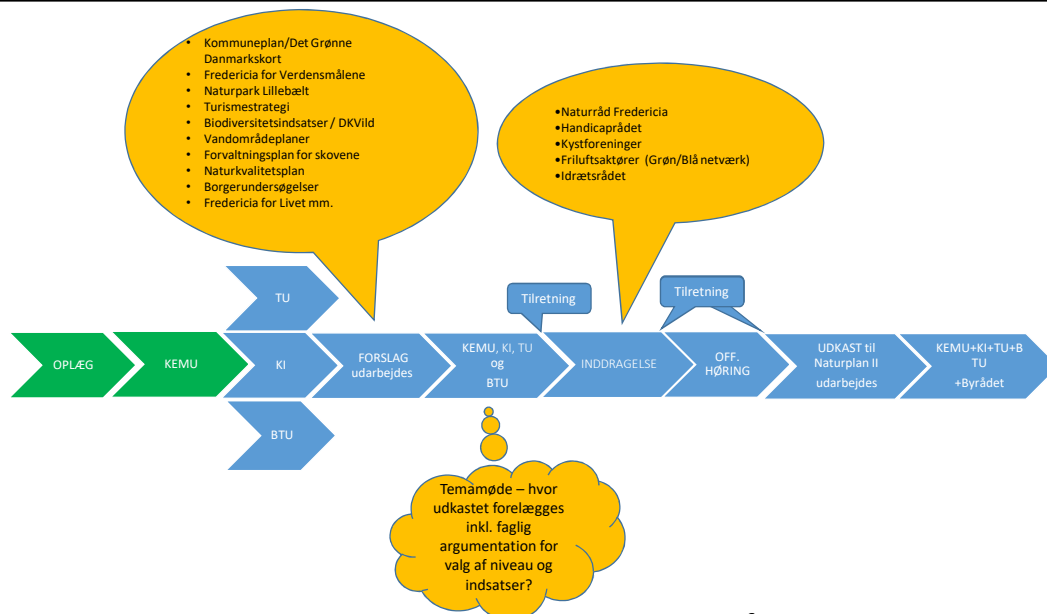 • Kommuneplan/Det Grønne
Danmarkskort
• Fredericia for Verdensmålene
• Naturpark Lillebælt
• Turismestrategi
• Biodiversitetsindsatser / DKVild
• Vandområdeplaner
• Forvaltningsplan for skovene
• Naturkvalitetsplan
• Borgerundersøgelser
• Fredericia for Livet mm.
•Naturråd Fredericia
•Handicaprådet
•Kystforeninger
•Friluftsaktører (Grøn/Blå netværk)
•Idrætsrådet
Tilretning
Tilretning
OPLÆG
KEMU
TU
KI
BTU
FORSLAG
udarbejdes
KEMU, KI, TU
og
BTU
INDDRAGELSE
OFF.
HØRING
UDKAST til
Naturplan II
udarbejdes
KEMU+KI+TU+B
TU
+Byrådet
Temamøde – hvor
udkastet forelægges
inkl. faglig
argumentation for
valg af niveau og
indsatser?